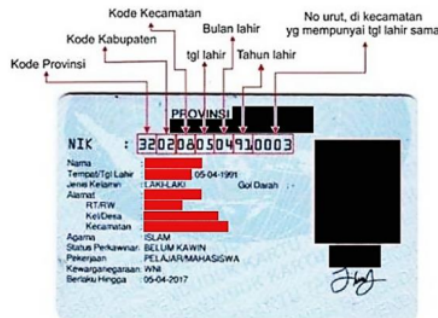 Kode Kecamatan
Bulan lahir
No urut, di kecamatan
yg mempunyai tgl lahir sama
Kode Kabupaten
tgl lahir
Tahun lahir
Kode Provinsi
PROVINSI
NIK : 3202080504910003
Nama
Tempat/Tgl Lahir : 05-04-1991
Jenis Kelamin : LAKI-LAKI Gol Darah : -
Alamat
RT/RW
Kel/Desa
Kecamatan
Agama : ISLAM
Status Perkawinan: BELUM KAWIN
Pekerjaan : PELAJAR/MAHASISWA
Kewarganegaraan: WNI
Berlaku Hingga : 05-04-2017